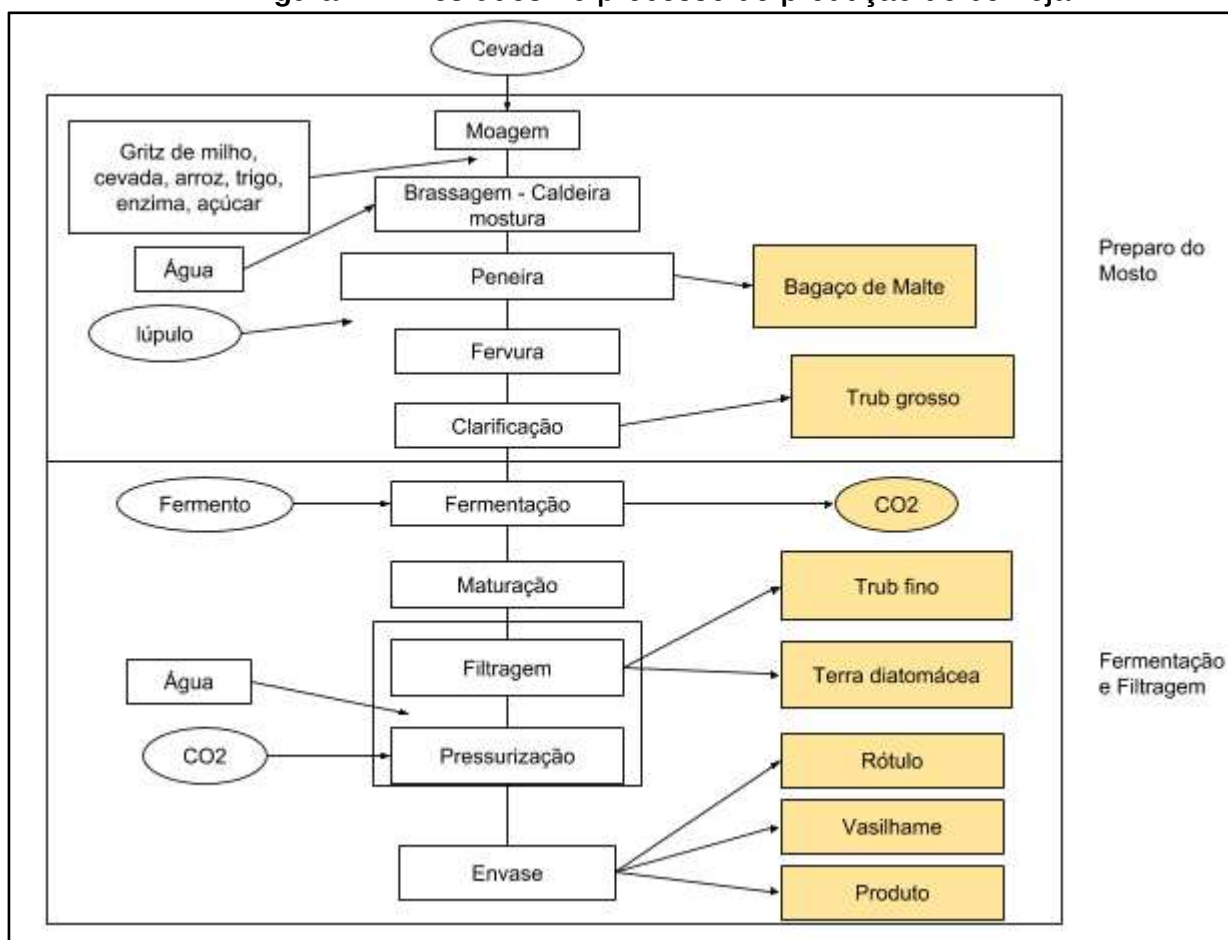 Cevada
Moagem
Gritz de milho,
cevada, arroz, trigo,
enzima, açúcar
Brassagem - Caldeira
mostura
Água
Peneira
Bagaço de Malte
Preparo do
Mosto
lúpulo
Fervura
Trub grosso
Clarificação
Fermento
Fermentação
CO2
Maturação
Trub fino
Filtragem
Terra diatomácea
Fermentação
e Filtragem
Água
CO2
Pressurização
Rótulo
Vasilhame
Envase
Produto